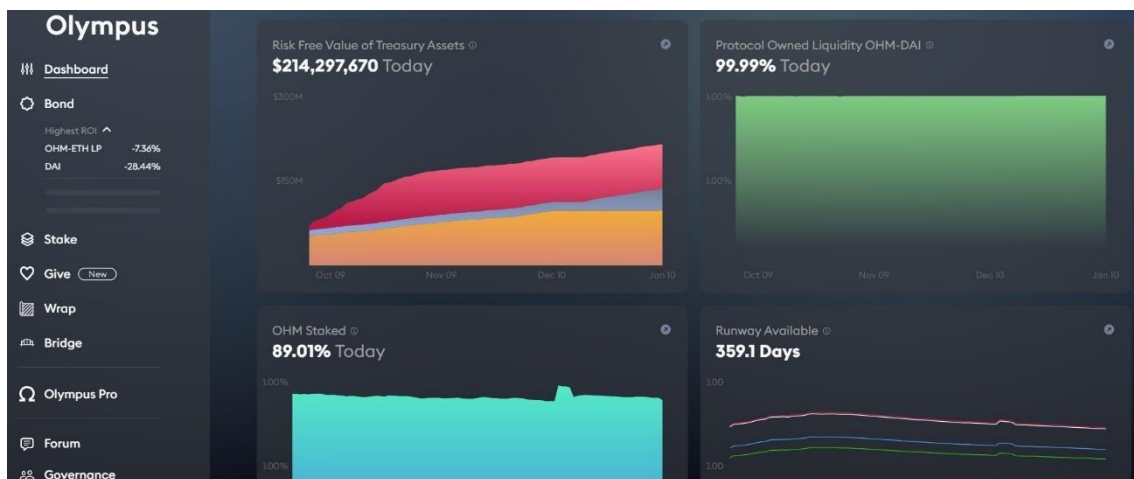 Olympus
Dashboard
Bond
Highest ROI
OHM-ETH LP -7.36%
DAI -28.44%
Stake
Give New
Wrap
Bridge
Olympus Pro
Forum
Governance
Risk Free Value of Treasury Assets
$214,297,670 Today
$300M
$150M
Oct 09 Nov 09 Dec 10 Jan 10
Protocol Owned Liquidity OHM-DAI
99.99% Today
1.00%
1.00%
Oct 09 Nov 09 Dec 10 Jan 10
OHM Staked
89.01% Today
1.00%
1.00%
Runway Available
359.1 Days
1.00
1.00